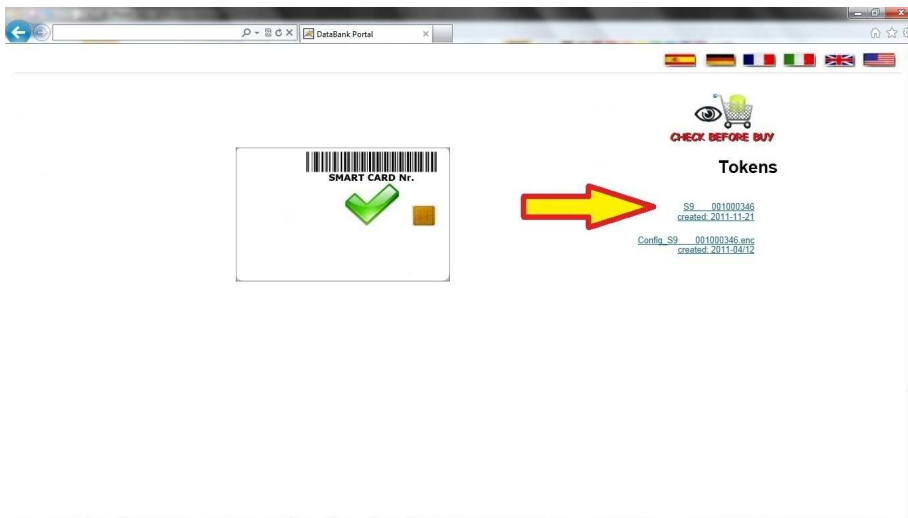 DataBank Portal
CHECK BEFORE BUY
Tokens
SMART CARD Nr.
S9 001000346
created: 2011-11-21
Config_S9 001000346.enc
created: 2011-04/12